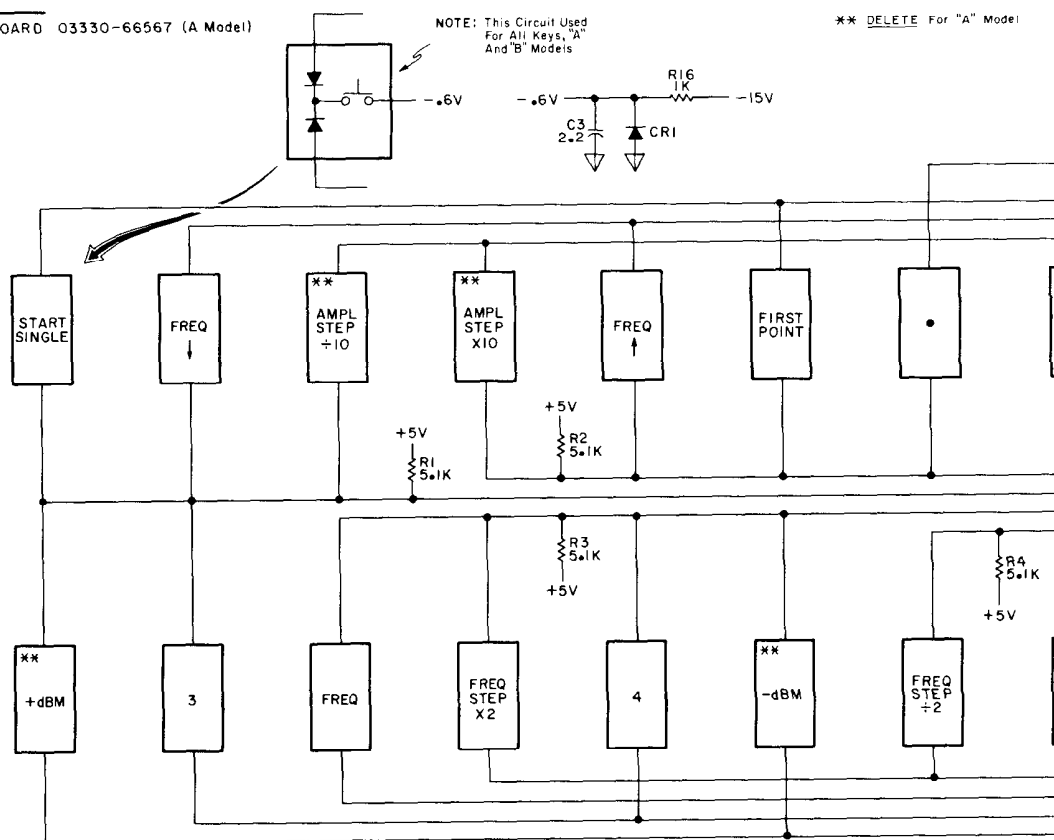 OARD 03330-66567 (A Model)
NOTE: This Circuit Used
For All Keys, "A"
And "B" Models
** DELETE For "A" Model
-.6V
-.6V
R16
1K
-15V
C3
2.2
CR1
START
SINGLE
FREQ
↓
**
AMPL
STEP
÷10
**
AMPL
STEP
X10
FREQ
↑
FIRST
POINT
•
+5V
R1
5.1K
+5V
R2
5.1K
R3
5.1K
+5V
R4
5.1K
+5V
**
+dBM
3
FREQ
FREQ
STEP
X2
4
**
-dBM
FREQ
STEP
÷2